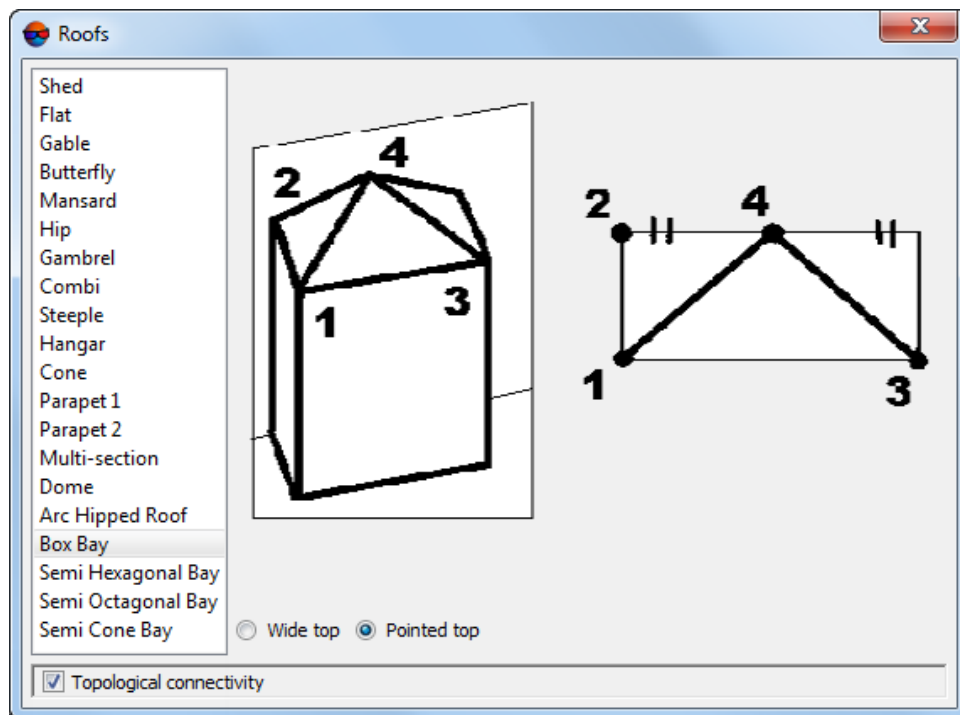 Roofs
Shed
Flat
Gable
Butterfly
Mansard
Hip
Gambrel
Combi
Steeple
Hangar
Cone
Parapet 1
Parapet 2
Multi-section
Dome
Arc Hipped Roof
Box Bay
Semi Hexagonal Bay
Semi Octagonal Bay
Semi Cone Bay
4
2
1
3
2
4
1
3
Wide top
Pointed top
Topological connectivity